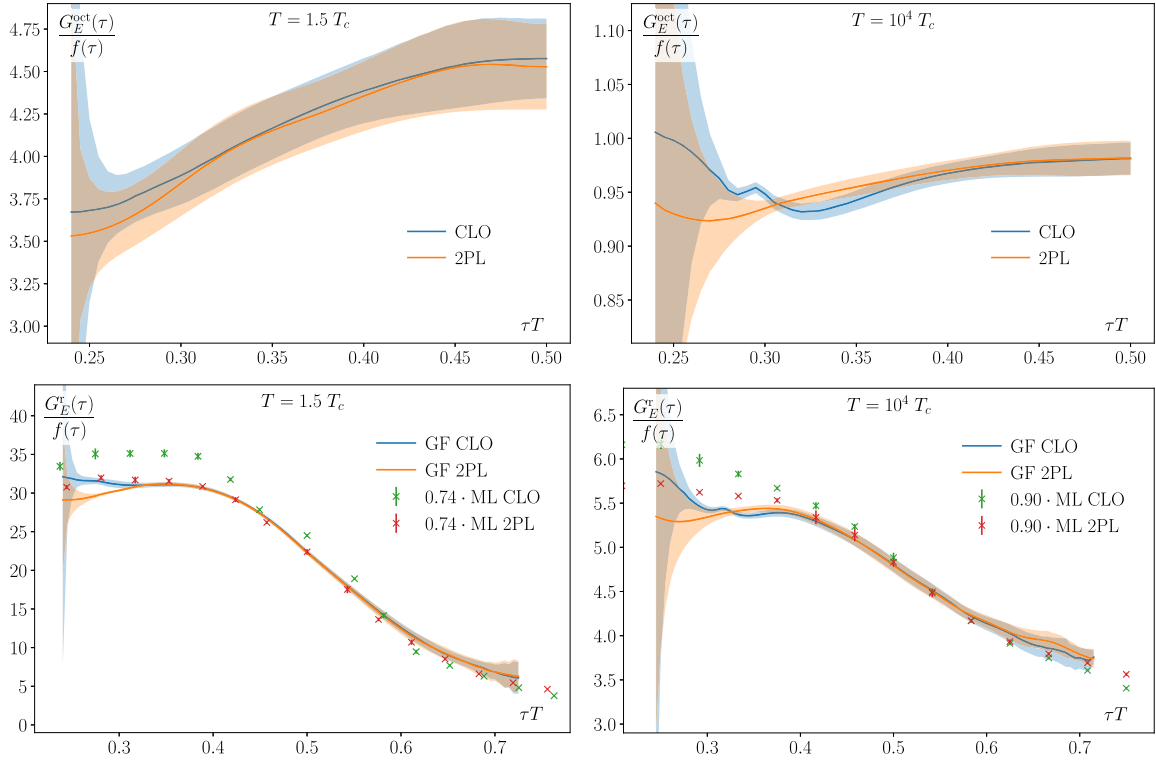 G_E^oct(τ)
f(τ)
T = 1.5 T_c
4.75
4.50
4.25
4.00
3.75
3.50
3.25
3.00
CLO
2PL
τT
0.25
0.30
0.35
0.40
0.45
0.50
G_E^oct(τ)
f(τ)
T = 10^4 T_c
1.10
1.05
1.00
0.95
0.90
0.85
CLO
2PL
τT
0.25
0.30
0.35
0.40
0.45
0.50
G_E^r(τ)
f(τ)
T = 1.5 T_c
40
35
30
25
20
15
10
5
0
GF CLO
GF 2PL
0.74 · ML CLO
0.74 · ML 2PL
τT
0.3
0.4
0.5
0.6
0.7
G_E^r(τ)
f(τ)
T = 10^4 T_c
6.5
6.0
5.5
5.0
4.5
4.0
3.5
3.0
GF CLO
GF 2PL
0.90 · ML CLO
0.90 · ML 2PL
τT
0.3
0.4
0.5
0.6
0.7